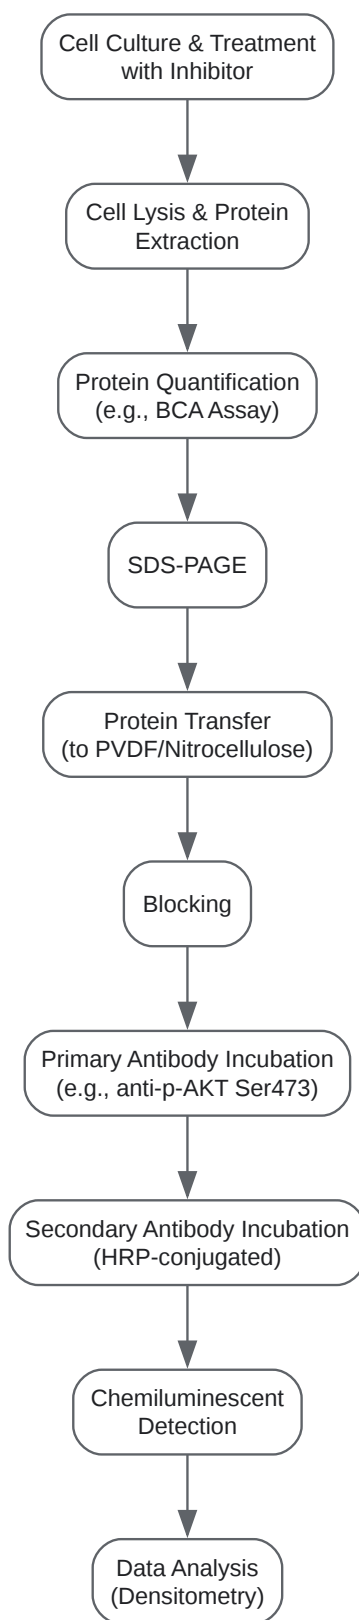 Cell Culture & Treatment
with Inhibitor
Cell Lysis & Protein
Extraction
Protein Quantification
(e.g., BCA Assay)
SDS-PAGE
Protein Transfer
(to PVDF/Nitrocellulose)
Blocking
Primary Antibody Incubation
(e.g., anti-p-AKT Ser473)
Secondary Antibody Incubation
(HRP-conjugated)
Chemiluminescent
Detection
Data Analysis
(Densitometry)